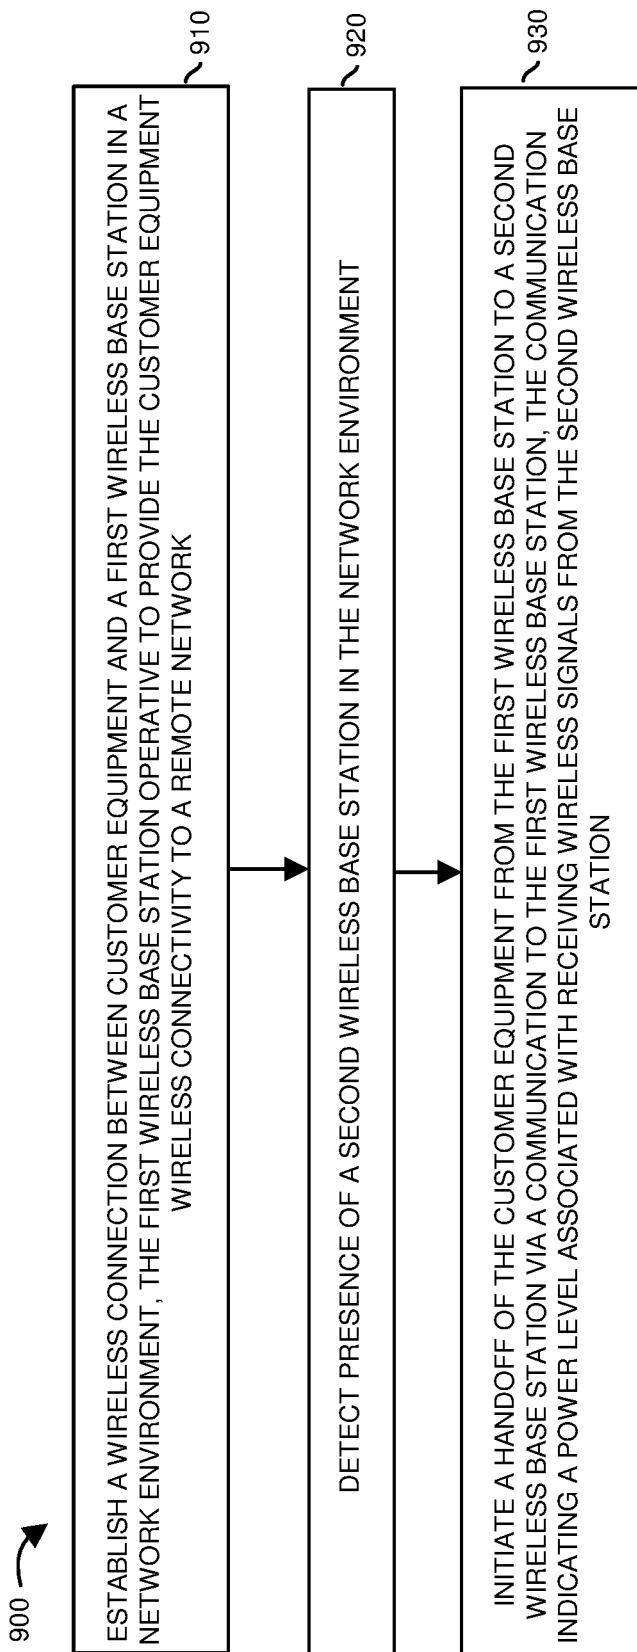 900
ESTABLISH A WIRELESS CONNECTION BETWEEN CUSTOMER EQUIPMENT AND A FIRST WIRELESS BASE STATION IN A
NETWORK ENVIRONMENT, THE FIRST WIRELESS BASE STATION OPERATIVE TO PROVIDE THE CUSTOMER EQUIPMENT
WIRELESS CONNECTIVITY TO A REMOTE NETWORK
910
DETECT PRESENCE OF A SECOND WIRELESS BASE STATION IN THE NETWORK ENVIRONMENT
920
INITIATE A HANDOFF OF THE CUSTOMER EQUIPMENT FROM THE FIRST WIRELESS BASE STATION TO A SECOND
WIRELESS BASE STATION VIA A COMMUNICATION TO THE FIRST WIRELESS BASE STATION, THE COMMUNICATION
INDICATING A POWER LEVEL ASSOCIATED WITH RECEIVING WIRELESS SIGNALS FROM THE SECOND WIRELESS BASE
STATION
930